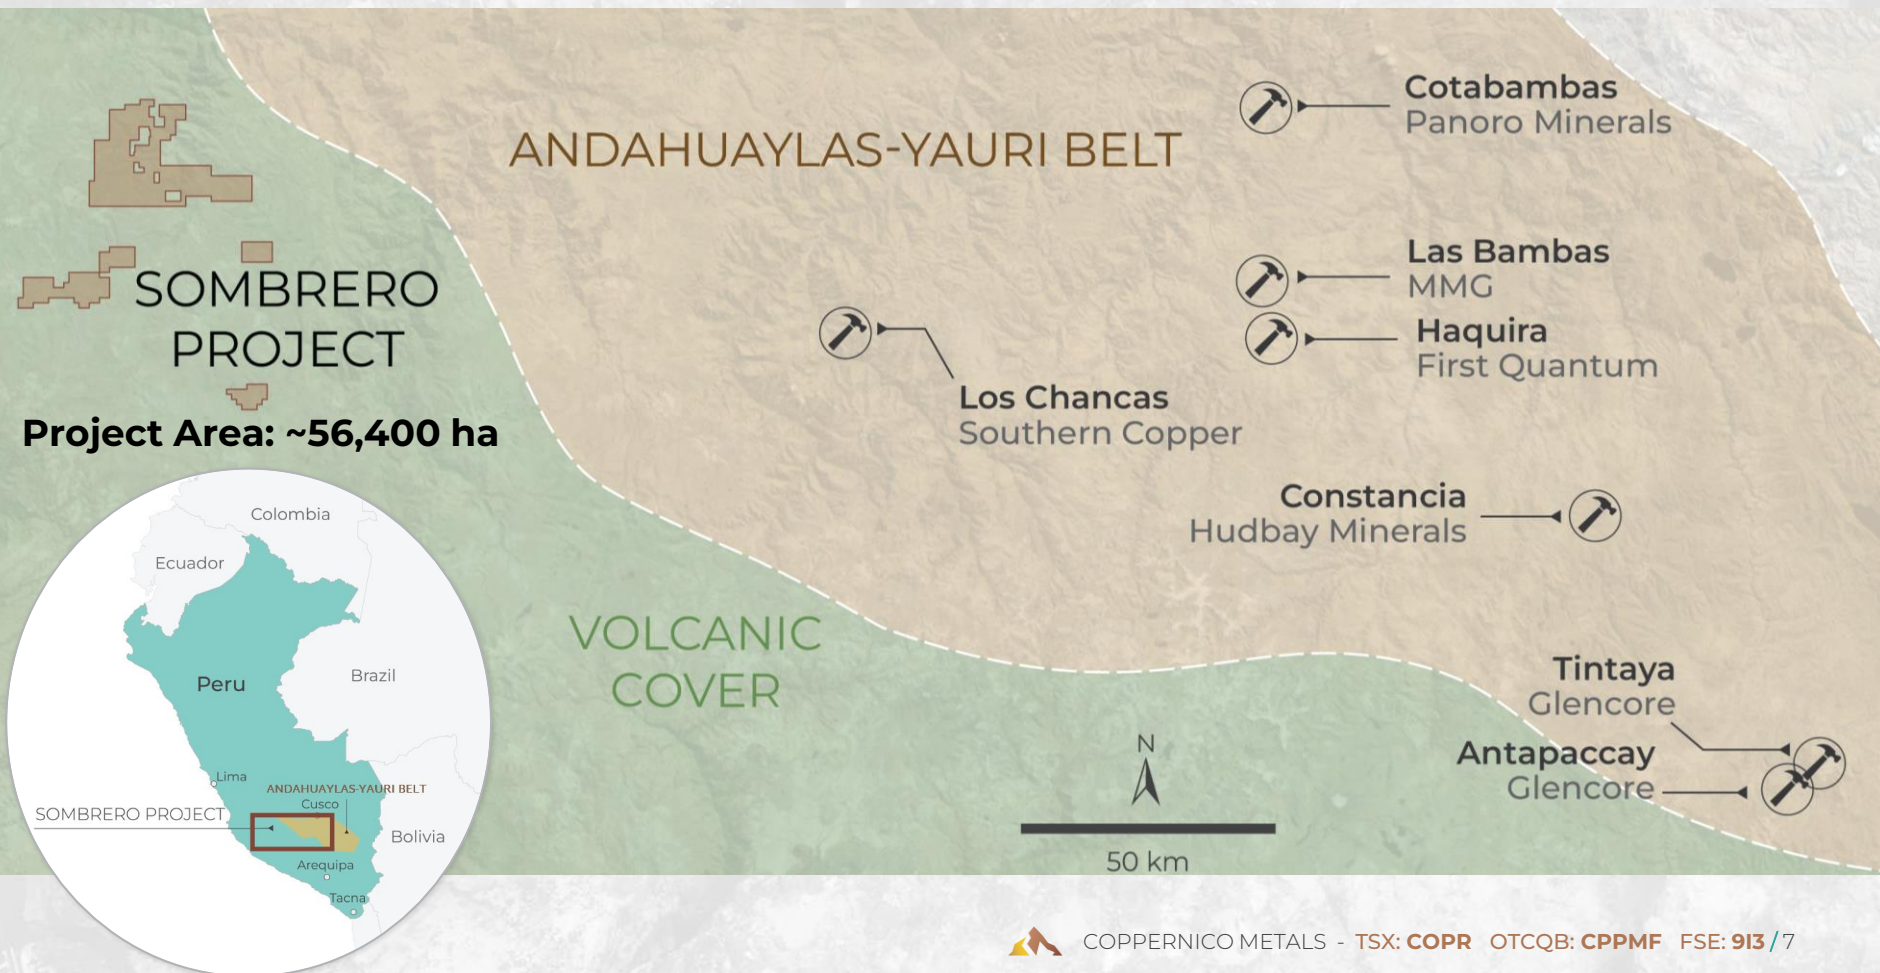 ANDAHUAYLAS-YAURI BELT
Cotabambas
Panoro Minerals
Las Bambas
MMG
Haquira
First Quantum
Los Chancas
Southern Copper
Constancia
Hudbay Minerals
Tintaya
Glencore
Antapaccay
Glencore
SOMBRERO
PROJECT
Project Area: ~56,400 ha
VOLCANIC
COVER
N
50 km
Colombia
Ecuador
Peru
Brazil
Lima
ANDAHUAYLAS-YAURI BELT
Cusco
SOMBRERO PROJECT
Bolivia
Arequipa
Tacna
COPPERNICO METALS - TSX: COPR OTCQB: CPPMF FSE: 9I3 / 7